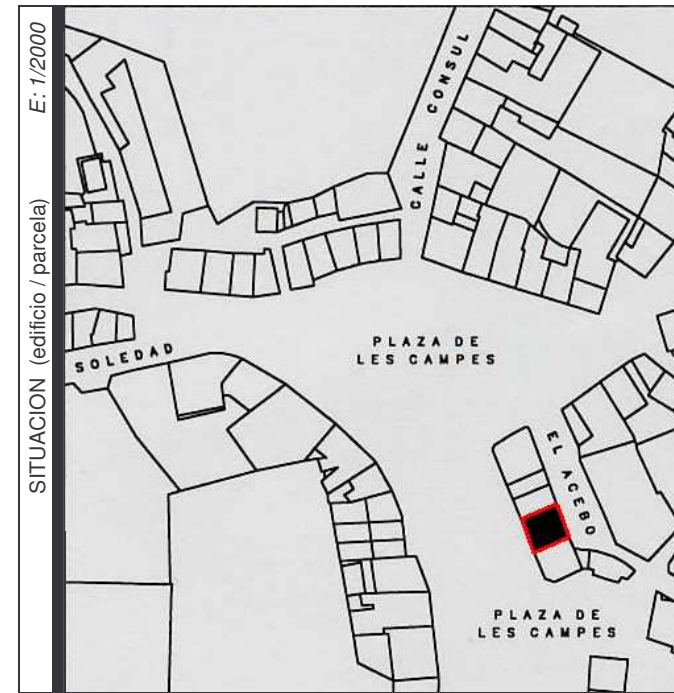 SITUACION (edificio / parcela) E: 1/2000
CALLE CONSUL
PLAZA DE
LES CAMPES
SOLEDAD
EL ACEBO
PLAZA DE
LES CAMPES